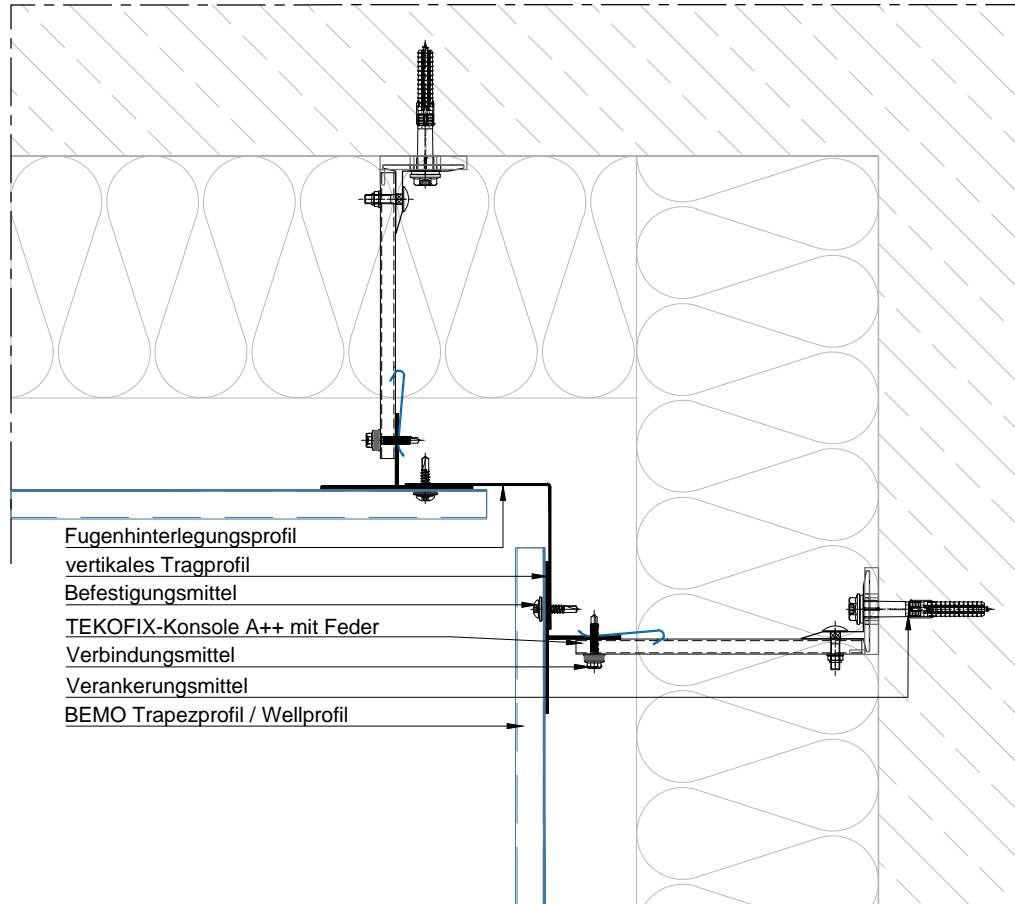 Fugenhinterlegungsprofil
vertikales Tragprofil
Befestigungsmittel
TEKOFIX-Konsole A++ mit Feder
Verbindungsmittel
Verankerungsmittel
BEMO Trapezprofil / Wellprofil